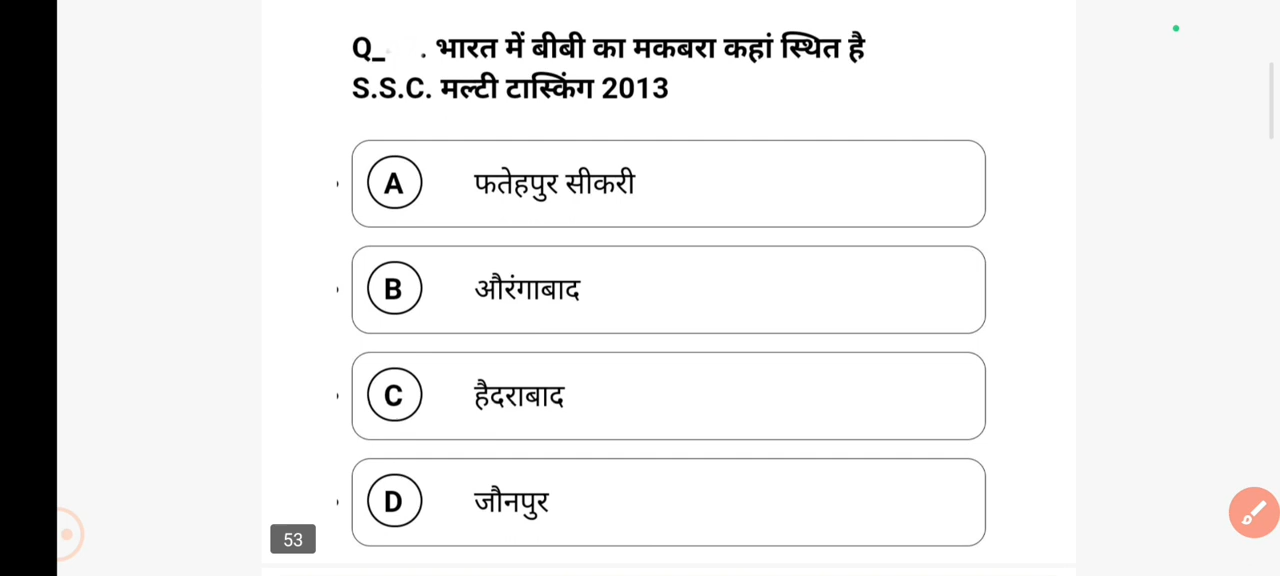 Q_ . भारत में बीबी का मकबरा कहां स्थित है
S.S.C. मल्टी टास्किंग 2013
A फतेहपुर सीकरी
B औरंगाबाद
C हैदराबाद
D जौनपुर
53